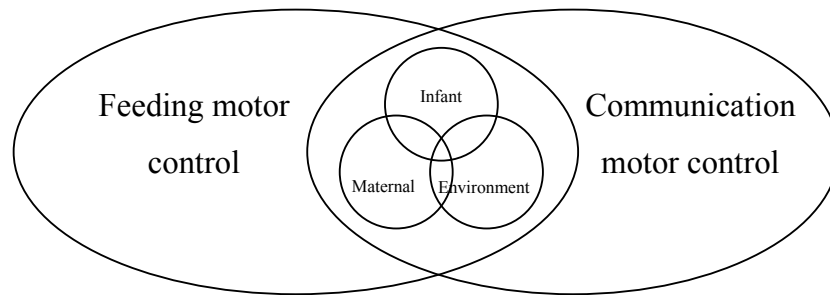 Feeding motor
control
Infant
Maternal
Environment
Communication
motor control